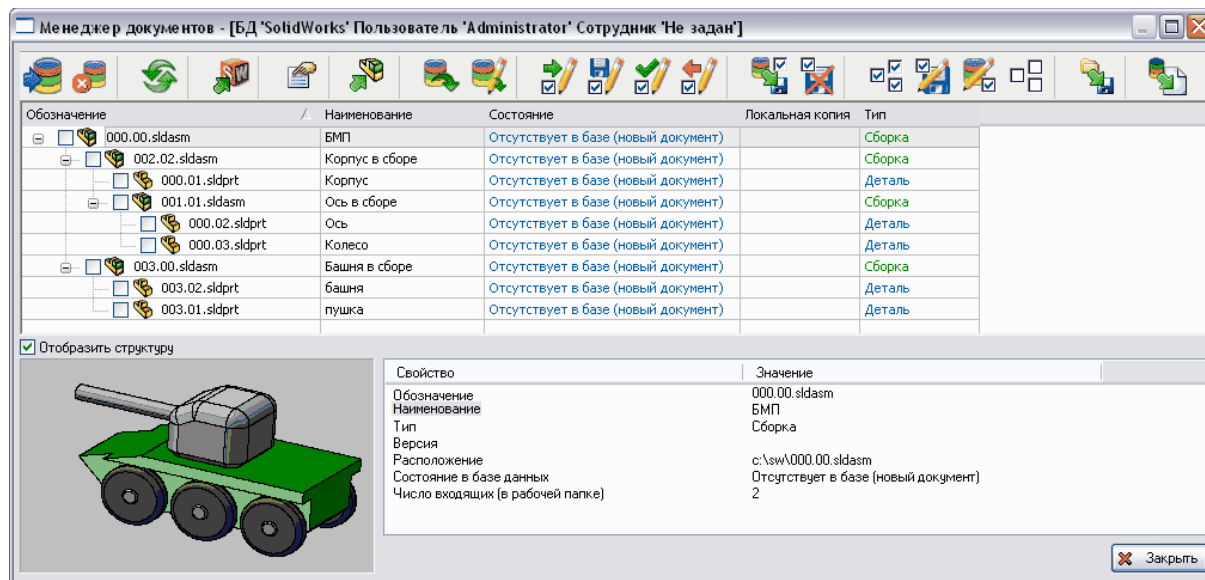 Менеджер документов - [БД 'SolidWorks' Пользователь 'Administrator' Сотрудник 'Не задан']
Обозначение Наименование Состояние Локальная копия Тип
000.00.sldasm БМП Отсутствует в базе (новый документ) Сборка
002.02.sldasm Корпус в сборе Отсутствует в базе (новый документ) Сборка
000.01.sldprt Корпус Отсутствует в базе (новый документ) Деталь
001.01.sldasm Ось в сборе Отсутствует в базе (новый документ) Сборка
000.02.sldprt Ось Отсутствует в базе (новый документ) Деталь
000.03.sldprt Колесо Отсутствует в базе (новый документ) Деталь
003.00.sldasm Башня в сборе Отсутствует в базе (новый документ) Сборка
003.02.sldprt башня Отсутствует в базе (новый документ) Деталь
003.01.sldprt пушка Отсутствует в базе (новый документ) Деталь
Отобразить структуру
Свойство Значение
Обозначение 000.00.sldasm
Наименование БМП
Тип Сборка
Версия
Расположение c:\sw\000.00.sldasm
Состояние в базе данных Отсутствует в базе (новый документ)
Число входящих (в рабочей папке) 2
Закрыть